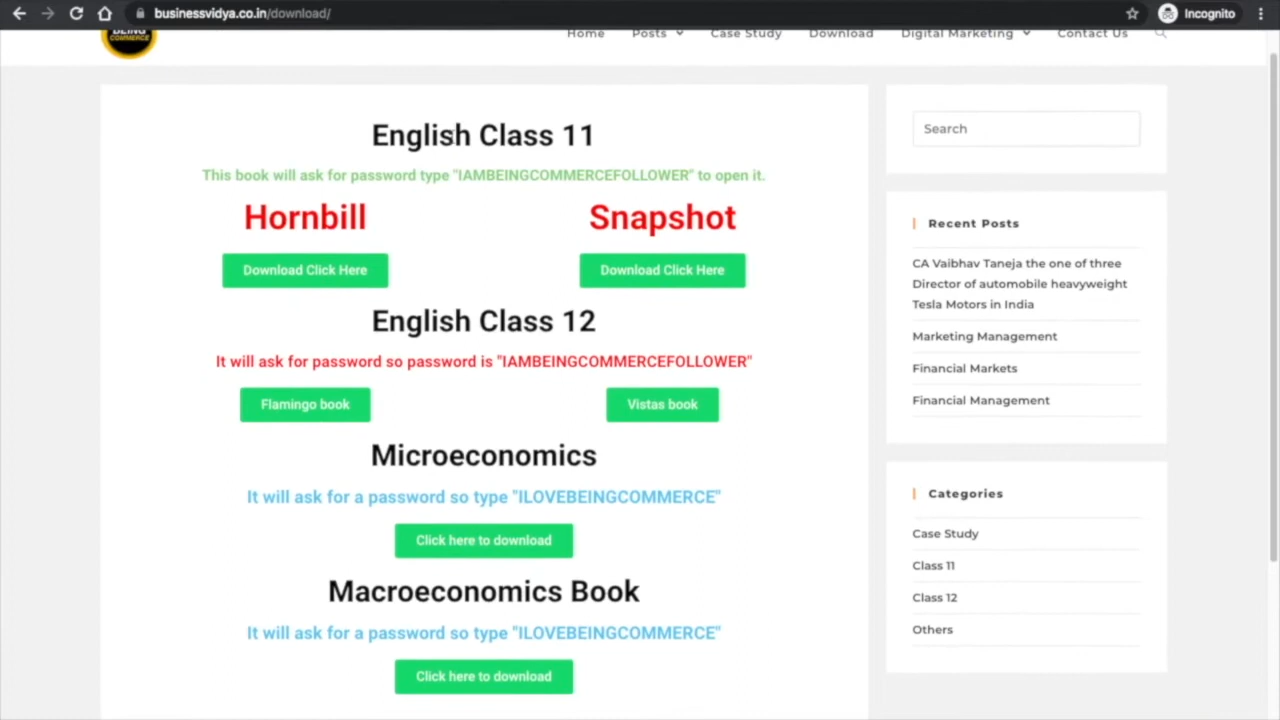 businessvidya.co.in/download/
Incognito
BEING
COMMERCE
Home Posts Case Study Download Digital Marketing Contact Us
English Class 11
This book will ask for password type "IAMBEINGCOMMERCEFOLLOWER" to open it.
Hornbill Snapshot
Download Click Here Download Click Here
English Class 12
It will ask for password so password is "IAMBEINGCOMMERCEFOLLOWER"
Flamingo book Vistas book
Microeconomics
It will ask for a password so type "ILOVEBEINGCOMMERCE"
Click here to download
Macroeconomics Book
It will ask for a password so type "ILOVEBEINGCOMMERCE"
Click here to download
Search
Recent Posts
CA Vaibhav Taneja the one of three
Director of automobile heavyweight
Tesla Motors in India
Marketing Management
Financial Markets
Financial Management
Categories
Case Study
Class 11
Class 12
Others